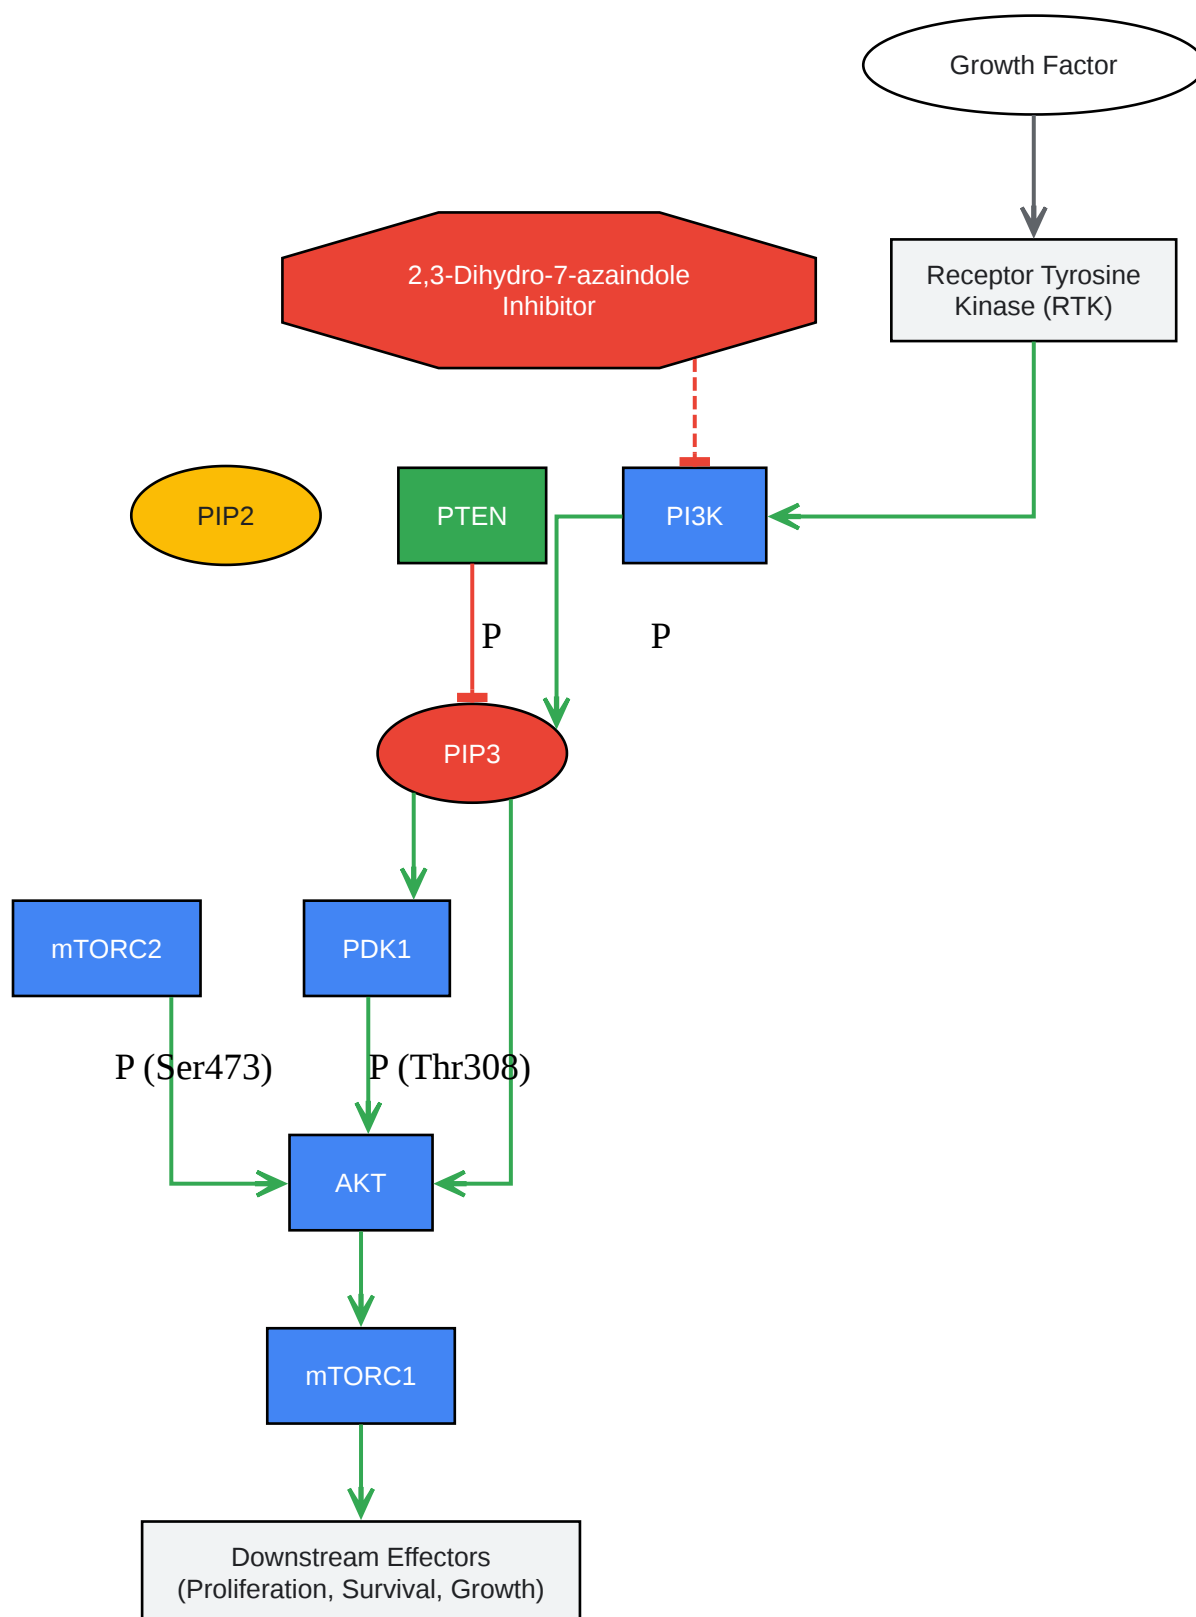 Growth Factor
2,3-Dihydro-7-azaindole
Inhibitor
Receptor Tyrosine
Kinase (RTK)
PIP2
PTEN
PI3K
P
P
PIP3
mTORC2
PDK1
P (Ser473)
P (Thr308)
AKT
mTORC1
Downstream Effectors
(Proliferation, Survival, Growth)